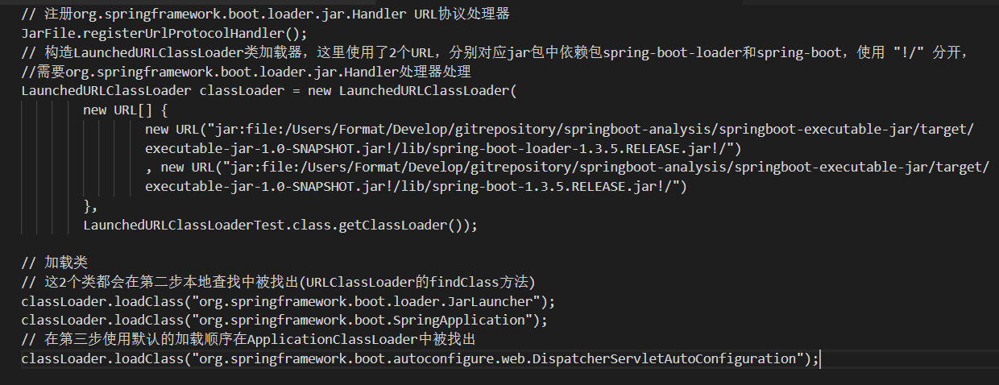 // 注册org.springframework.boot.loader.jar.Handler URL协议处理器
JarFile.registerUrlProtocolHandler();
// 构造LaunchedURLClassLoader类加载器，这里使用了2个URL，分别对应jar包中依赖包spring-boot-loader和spring-boot，使用 "!/" 分开，
//需要org.springframework.boot.loader.jar.Handler处理器处理
LaunchedURLClassLoader classLoader = new LaunchedURLClassLoader(
new URL[] {
new URL("jar:file:/Users/Format/Develop/gitrepository/springboot-analysis/springboot-executable-jar/target/
executable-jar-1.0-SNAPSHOT.jar!/lib/spring-boot-loader-1.3.5.RELEASE.jar!/")
, new URL("jar:file:/Users/Format/Develop/gitrepository/springboot-analysis/springboot-executable-jar/target/
executable-jar-1.0-SNAPSHOT.jar!/lib/spring-boot-1.3.5.RELEASE.jar!/")
},
LaunchedURLClassLoaderTest.class.getClassLoader());
// 加载类
// 这2个类都会在第二步本地查找中被找出(URLClassLoader的findClass方法)
classLoader.loadClass("org.springframework.boot.loader.JarLauncher");
classLoader.loadClass("org.springframework.boot.SpringApplication");
// 在第三步使用默认的加载顺序在ApplicationClassLoader中被找出
classLoader.loadClass("org.springframework.boot.autoconfigure.web.DispatcherServletAutoConfiguration");